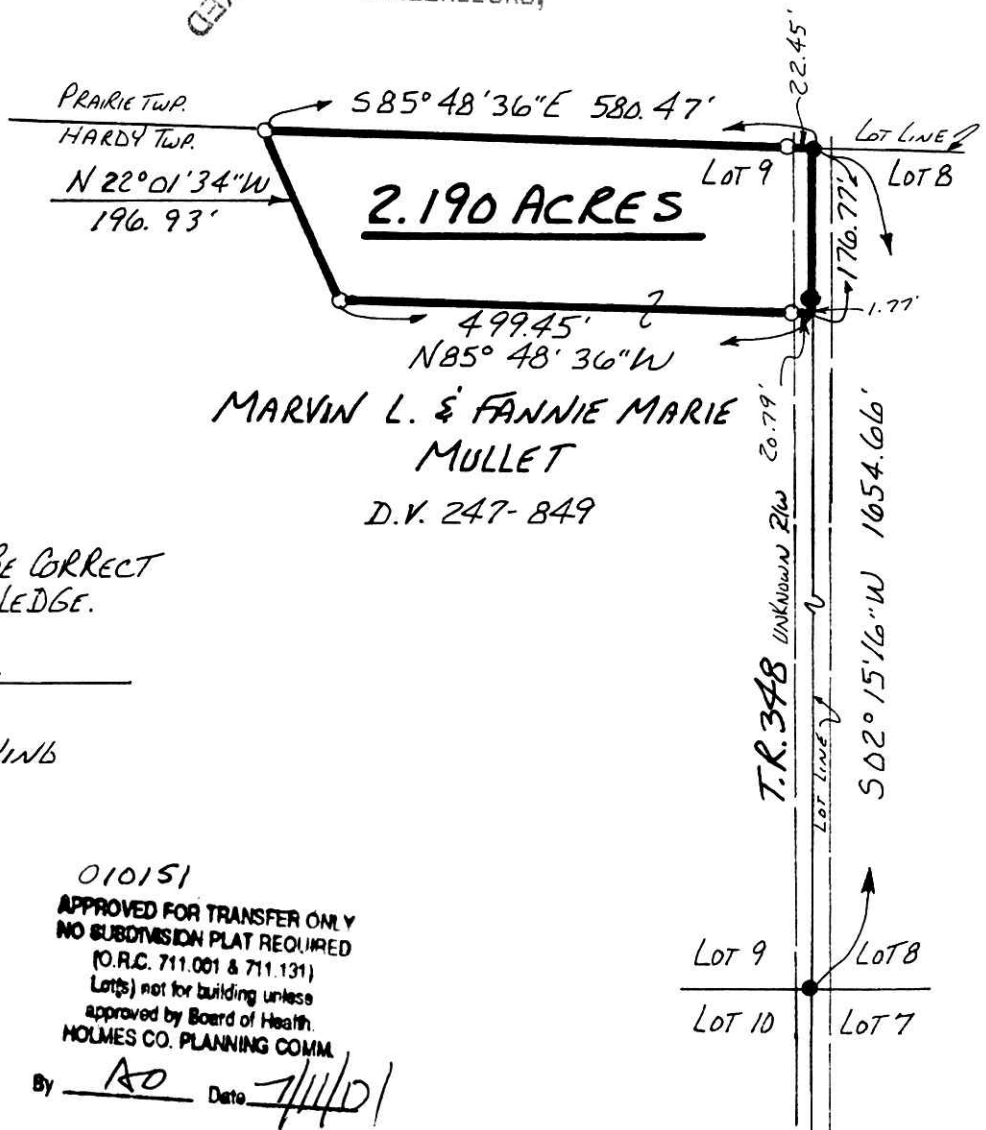 PRAIRIE TWP.
HARDY TWP.
S85° 48' 36"E 580.47'
22.45'
LOT LINE
LOT 9
LOT 8
N 22° 01' 34" W
196.93'
2.190 ACRES
176.77'
1.77'
499.45'
N85° 48' 36" W
20.79'
MARVIN L. & FANNIE MARIE
MULLET
D.V. 247-849
T.R. 348 UNKNOWN R/W
LOT LINE
S02° 15' 16" W 1654.66'
CORRECT
LOT 9
LOT 8
LOT 10
LOT 7
010151
APPROVED FOR TRANSFER ONLY
NO SUBDIVISION PLAT REQUIRED
(O.R.C. 711.001 & 711.131)
Lot(s) not for building unless
approved by Board of Health.
HOLMES CO. PLANNING COMM.
By AO Date 7/11/01